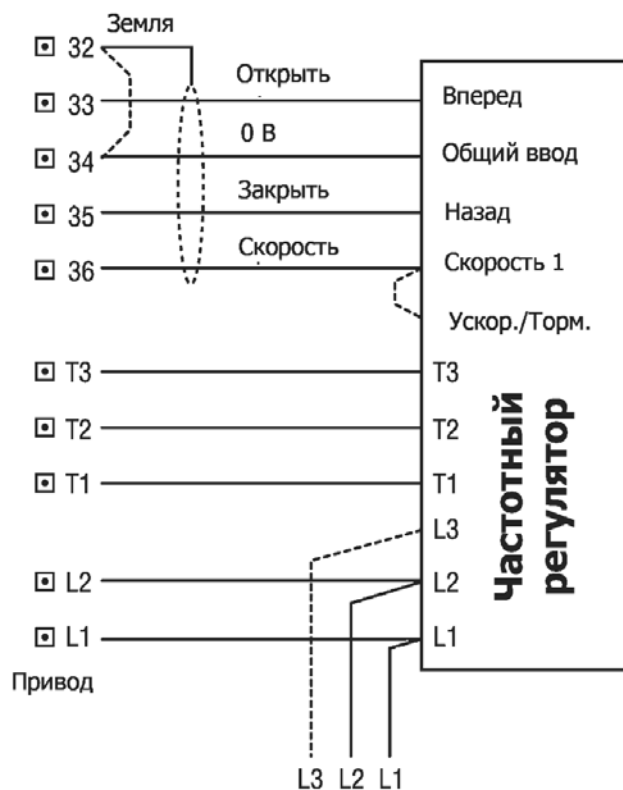 Земля
32
Открыть
33
Вперед
0 В
34
Общий ввод
Закрыть
35
Назад
Скорость
36
Скорость 1
Ускор./Торм.
T3
T3
T2
T2
T1
T1
L3
L2
L2
L1
L1
Частотный
регулятор
Привод
L3 L2 L1